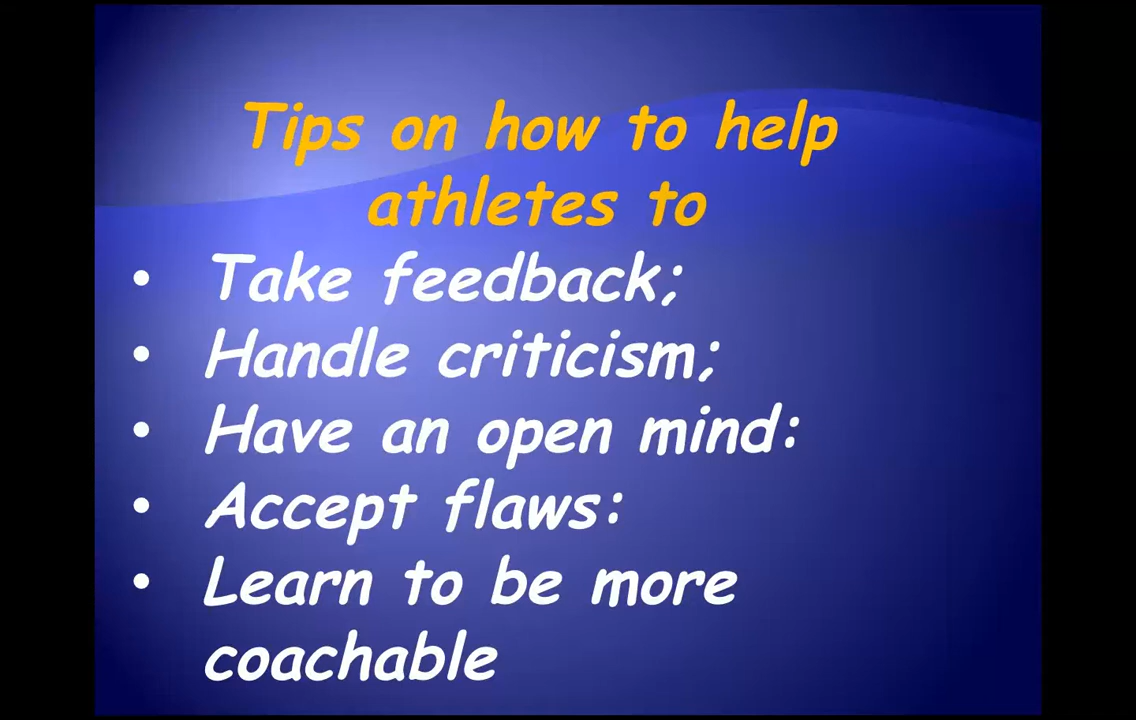 Tips on how to help
athletes to
• Take feedback;
• Handle criticism;
• Have an open mind:
• Accept flaws:
• Learn to be more
coachable